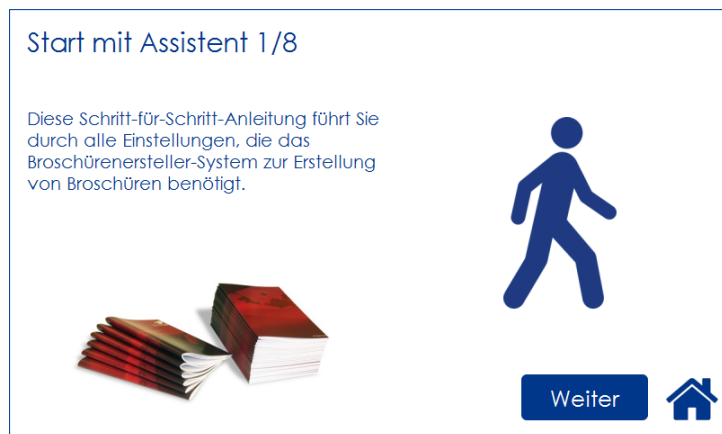 Start mit Assistent 1/8
Diese Schritt-für-Schritt-Anleitung führt Sie
durch alle Einstellungen, die das
Broschürenersteller-System zur Erstellung
von Broschüren benötigt.
Weiter